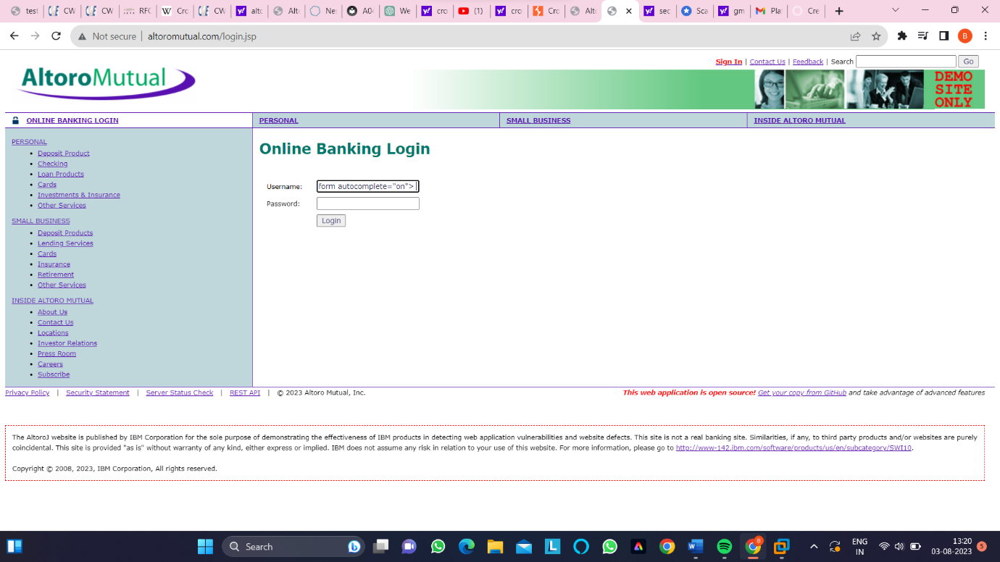 test
CW
CW
RFC
Cro
CW
alto
Alto
Nes
A04
We
cro
(1)
cro
Cro
Alto
sec
Sca
gm
Pla
Cre
Not secure | altoromutual.com/login.jsp
B
Sign In | Contact Us | Feedback | Search
Go
AltoroMutual
DEMO
SITE
ONLY
ONLINE BANKING LOGIN
PERSONAL
SMALL BUSINESS
INSIDE ALTORO MUTUAL
PERSONAL
Deposit Product
Checking
Loan Products
Cards
Investments & Insurance
Other Services
SMALL BUSINESS
Deposit Products
Lending Services
Cards
Insurance
Retirement
Other Services
INSIDE ALTORO MUTUAL
About Us
Contact Us
Locations
Investor Relations
Press Room
Careers
Subscribe
Online Banking Login
Username: form autocomplete="on">
Password:
Login
Privacy Policy | Security Statement | Server Status Check | REST API | © 2023 Altoro Mutual, Inc.
This web application is open source! Get your copy from GitHub and take advantage of advanced features
The AltoroJ website is published by IBM Corporation for the sole purpose of demonstrating the effectiveness of IBM products in detecting web application vulnerabilities and website defects. This site is not a real banking site. Similarities, if any, to third party products and/or websites are purely
coincidental. This site is provided "as is" without warranty of any kind, either express or implied. IBM does not assume any risk in relation to your use of this website. For more information, please go to http://www-142.ibm.com/software/products/us/en/subcategory/SWI10.
Copyright © 2008, 2023, IBM Corporation, All rights reserved.
Search
L
8
ENG
IN
13:20
03-08-2023
5